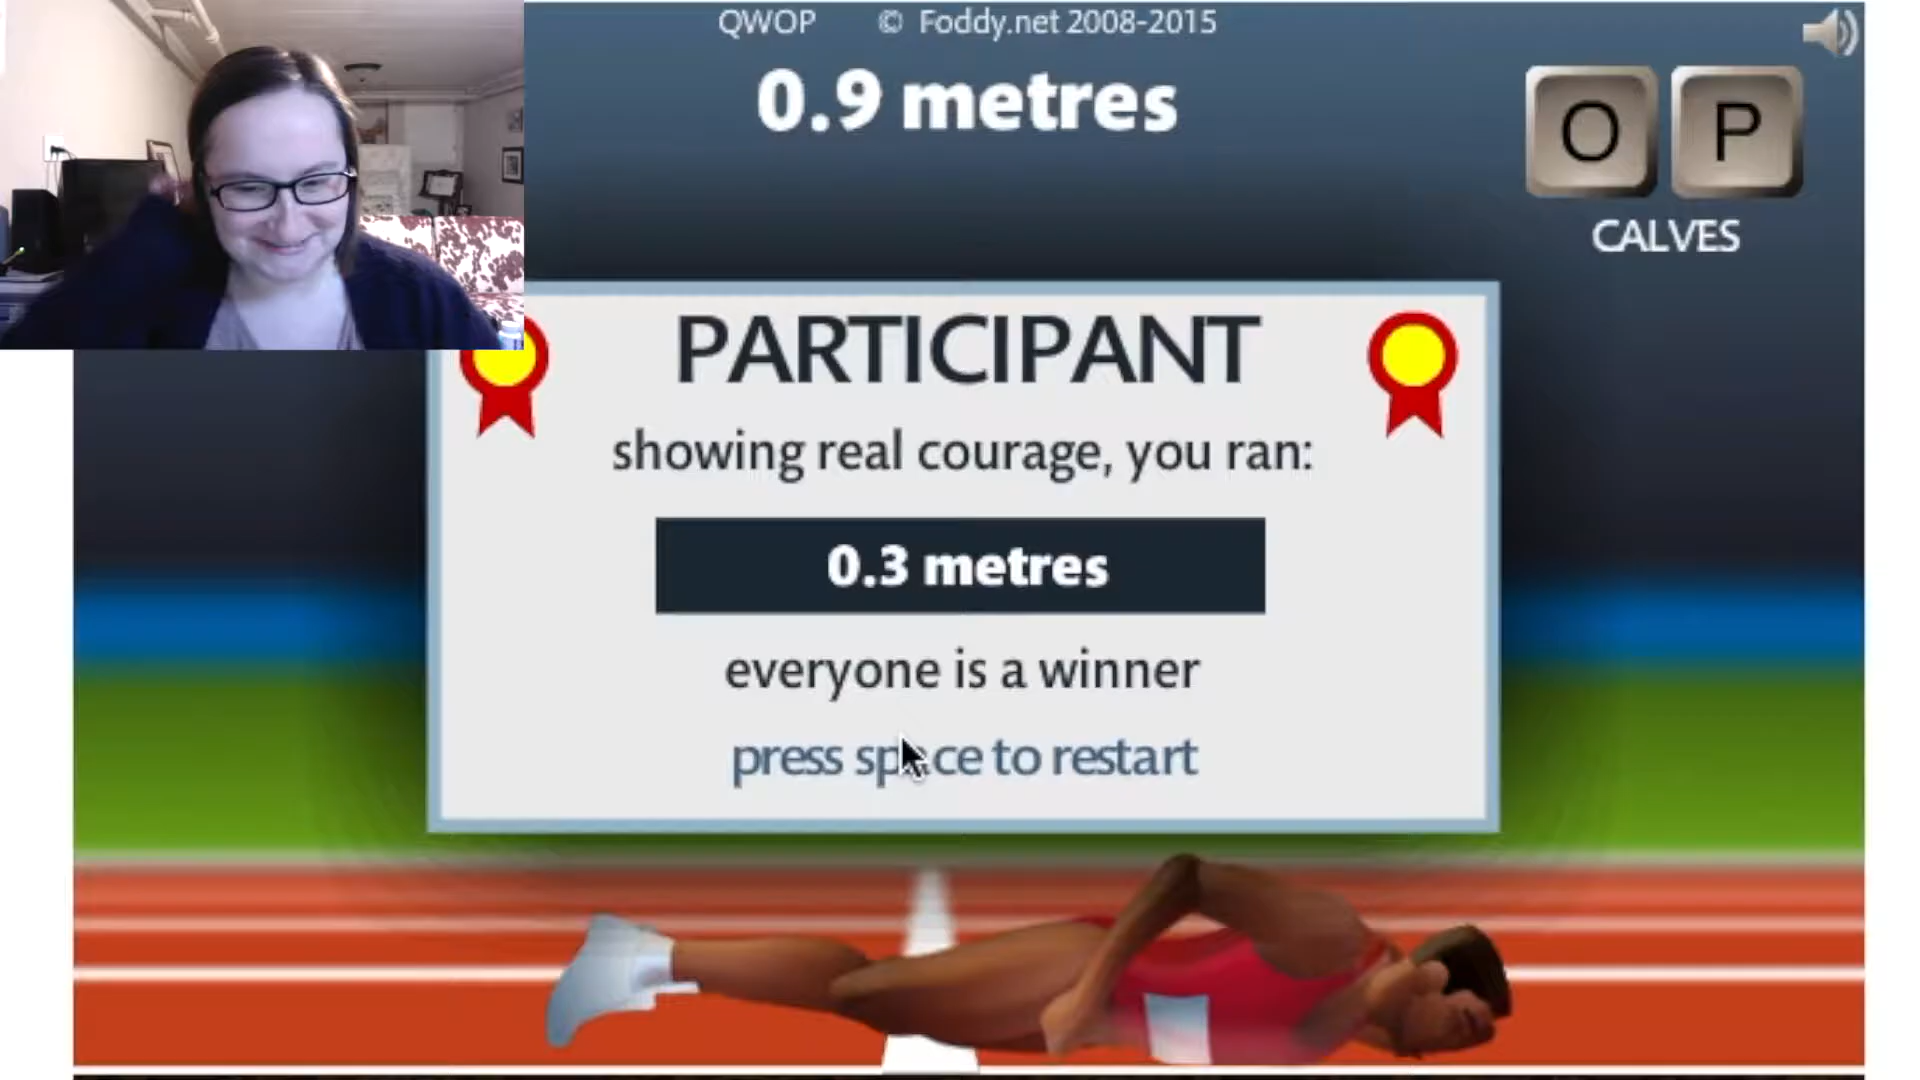 QWOP © Foddy.net 2008-2015
0.9 metres
O P
CALVES
PARTICIPANT
showing real courage, you ran:
0.3 metres
everyone is a winner
press space to restart